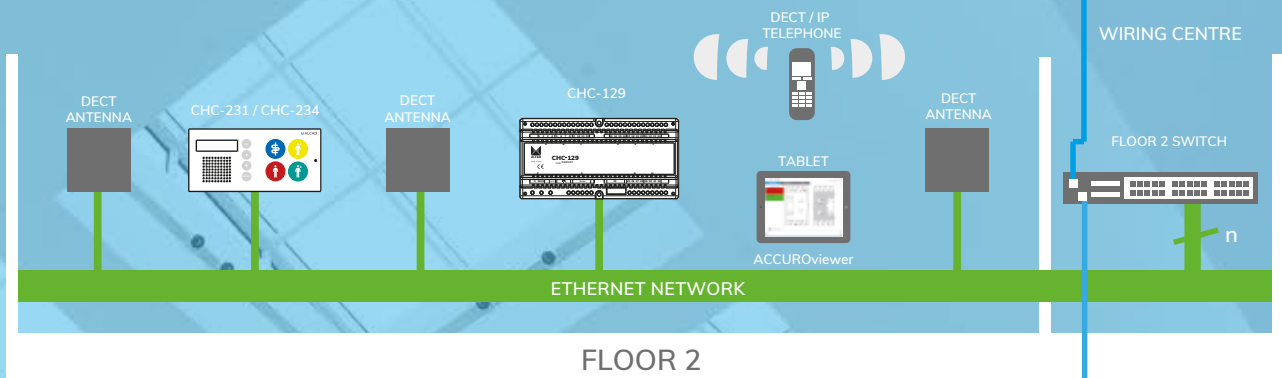 DECT / IP
TELEPHONE
WIRING CENTRE
DECT
ANTENNA
CHC-231 / CHC-234
DECT
ANTENNA
CHC-129
DECT
ANTENNA
FLOOR 2 SWITCH
CHC-129
CE
TABLET
ACCUROviewer
n
ETHERNET NETWORK
FLOOR 2